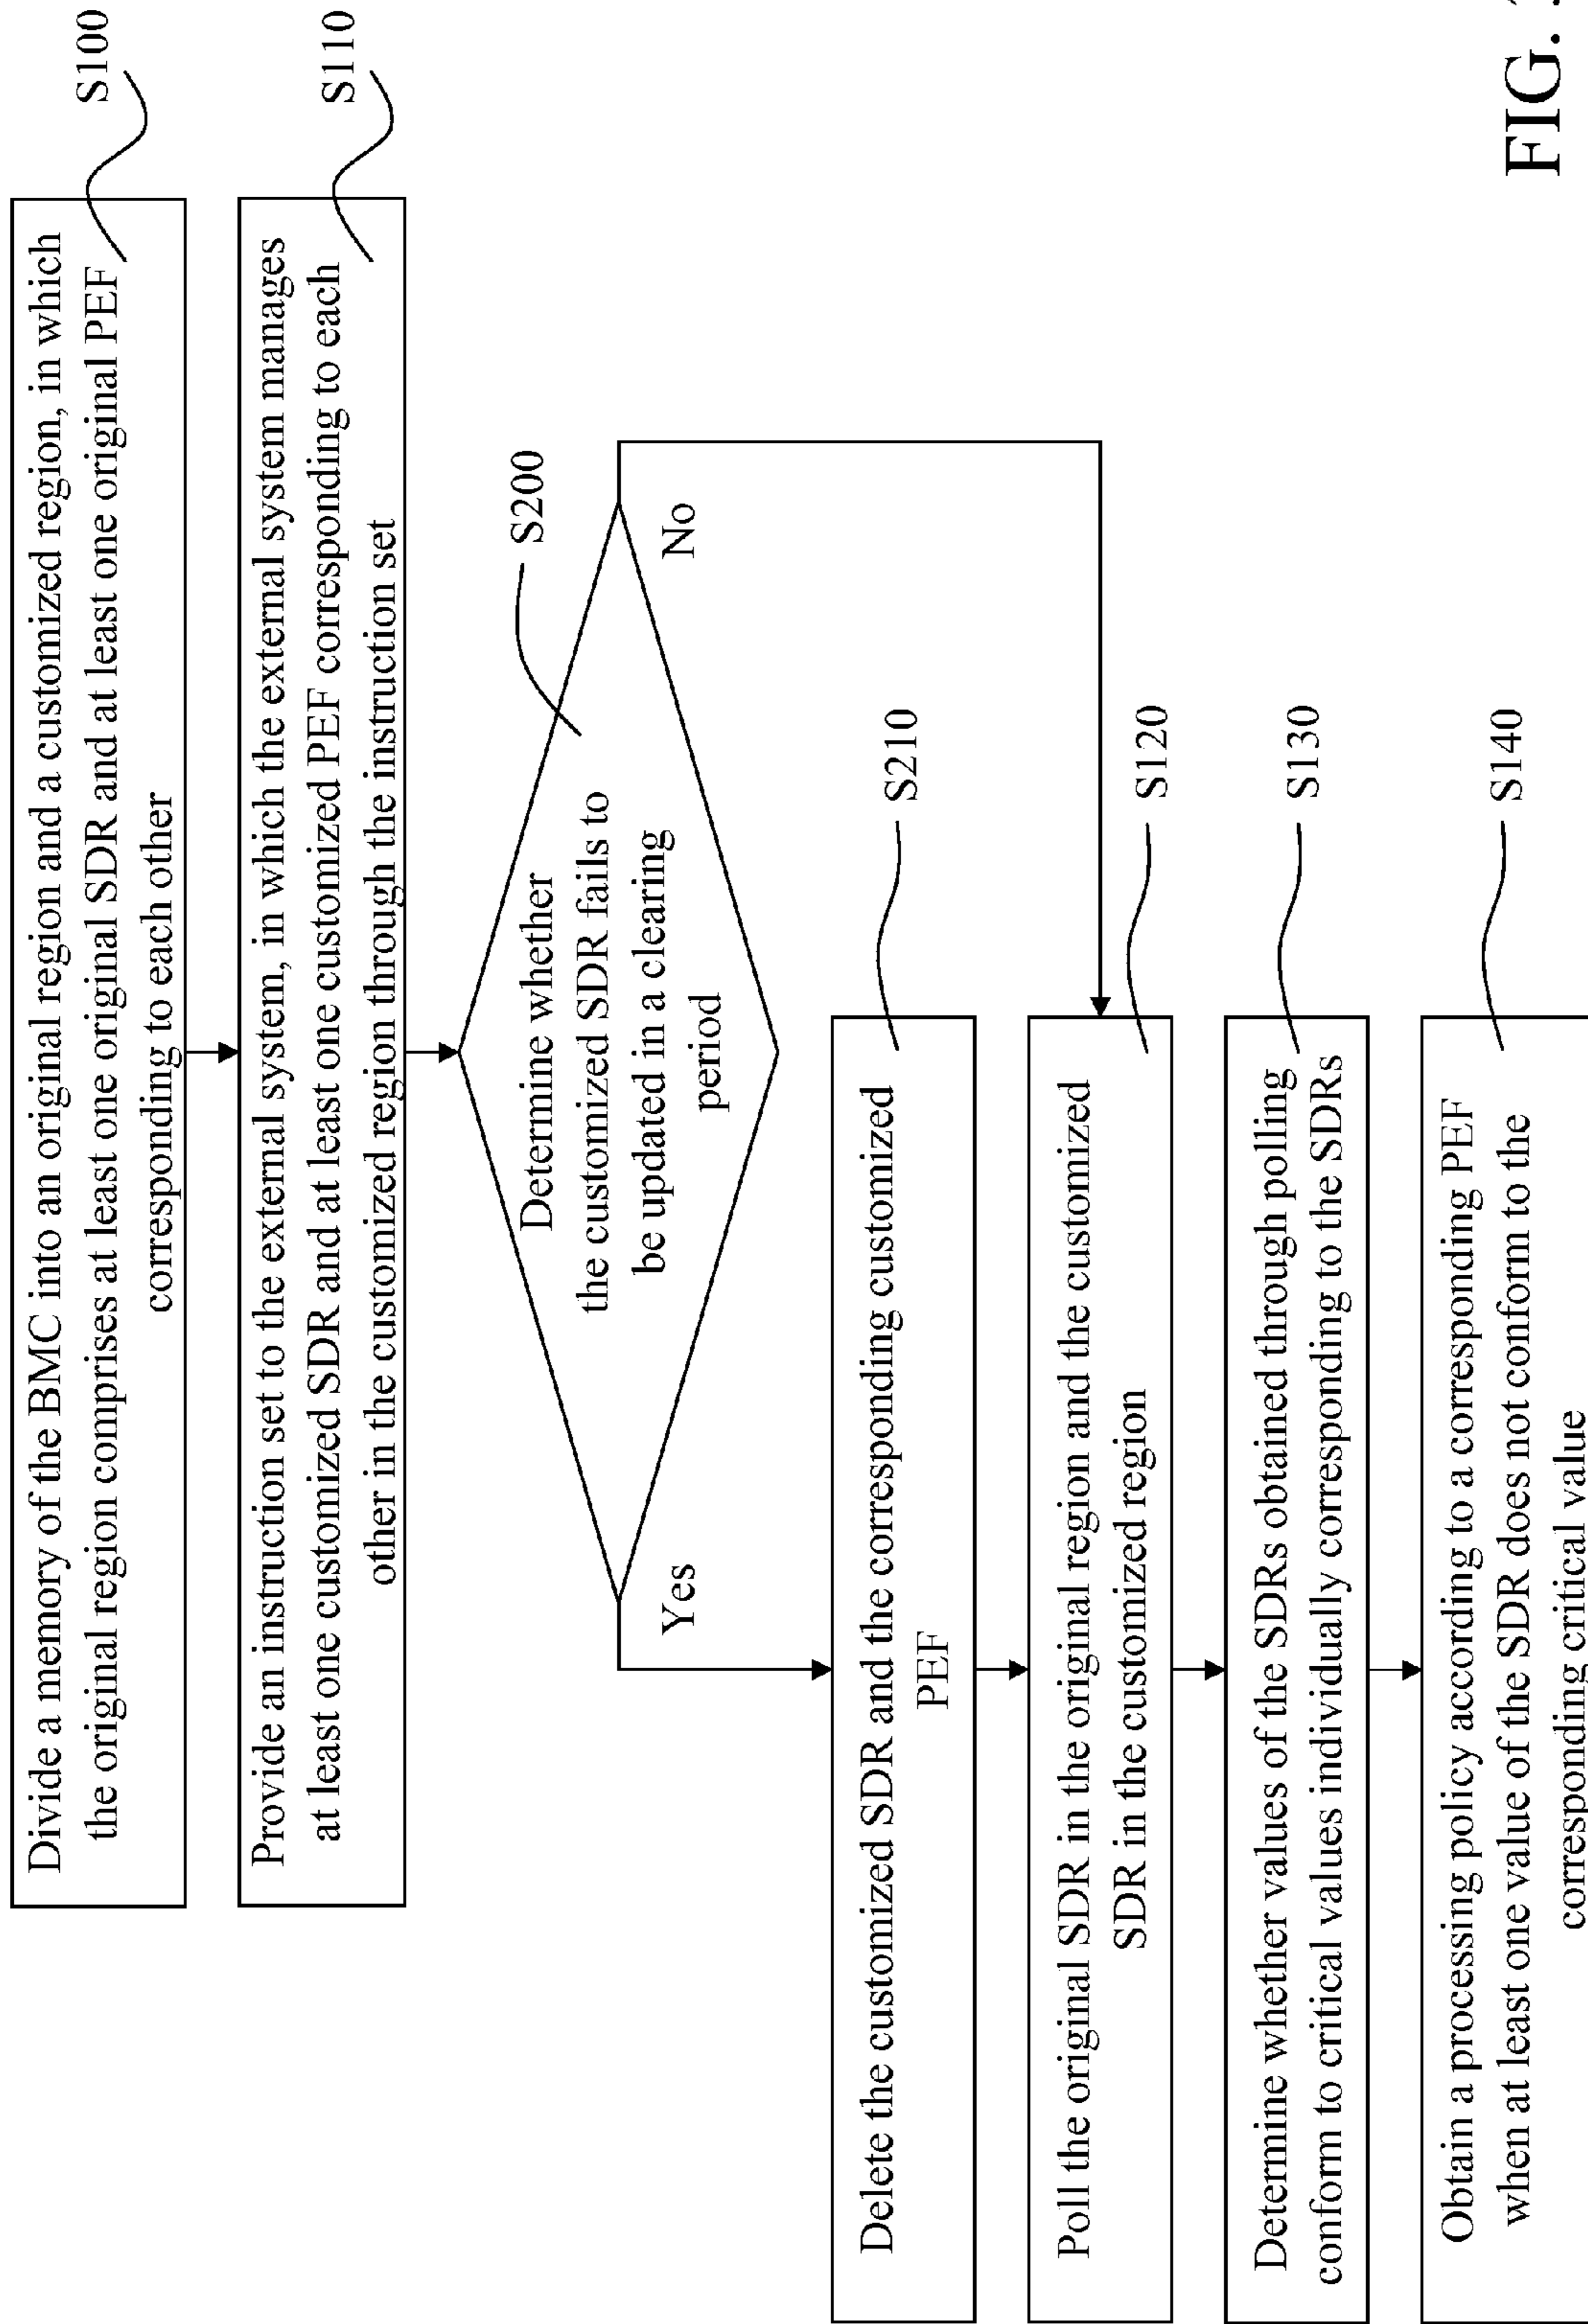 Divide a memory of the BMC into an original region and a customized region, in which
the original region comprises at least one original SDR and at least one original PEF
corresponding to each other
S100
Provide an instruction set to the external system, in which the external system manages
at least one customized SDR and at least one customized PEF corresponding to each
other in the customized region through the instruction set
S110
Determine whether
the customized SDR fails to
be updated in a clearing
period
S200
Yes
No
Delete the customized SDR and the corresponding customized
PEF
S210
Poll the original SDR in the original region and the customized
SDR in the customized region
S120
Determine whether values of the SDRs obtained through polling
conform to critical values individually corresponding to the SDRs
S130
Obtain a processing policy according to a corresponding PEF
when at least one value of the SDR does not conform to the
corresponding critical value
S140
FIG.